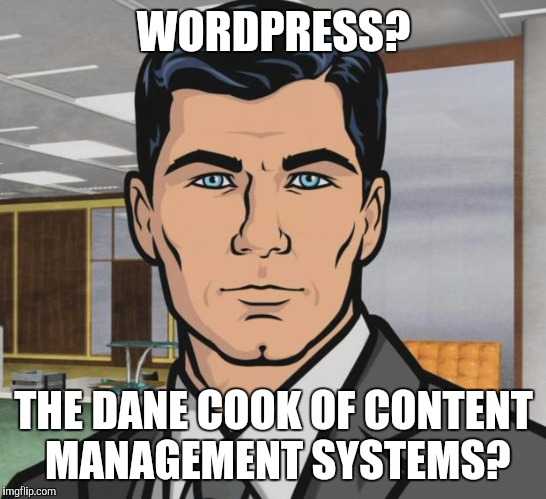 WORDPRESS?
THE DANE COOK OF CONTENT
MANAGEMENT SYSTEMS?
imgflip.com